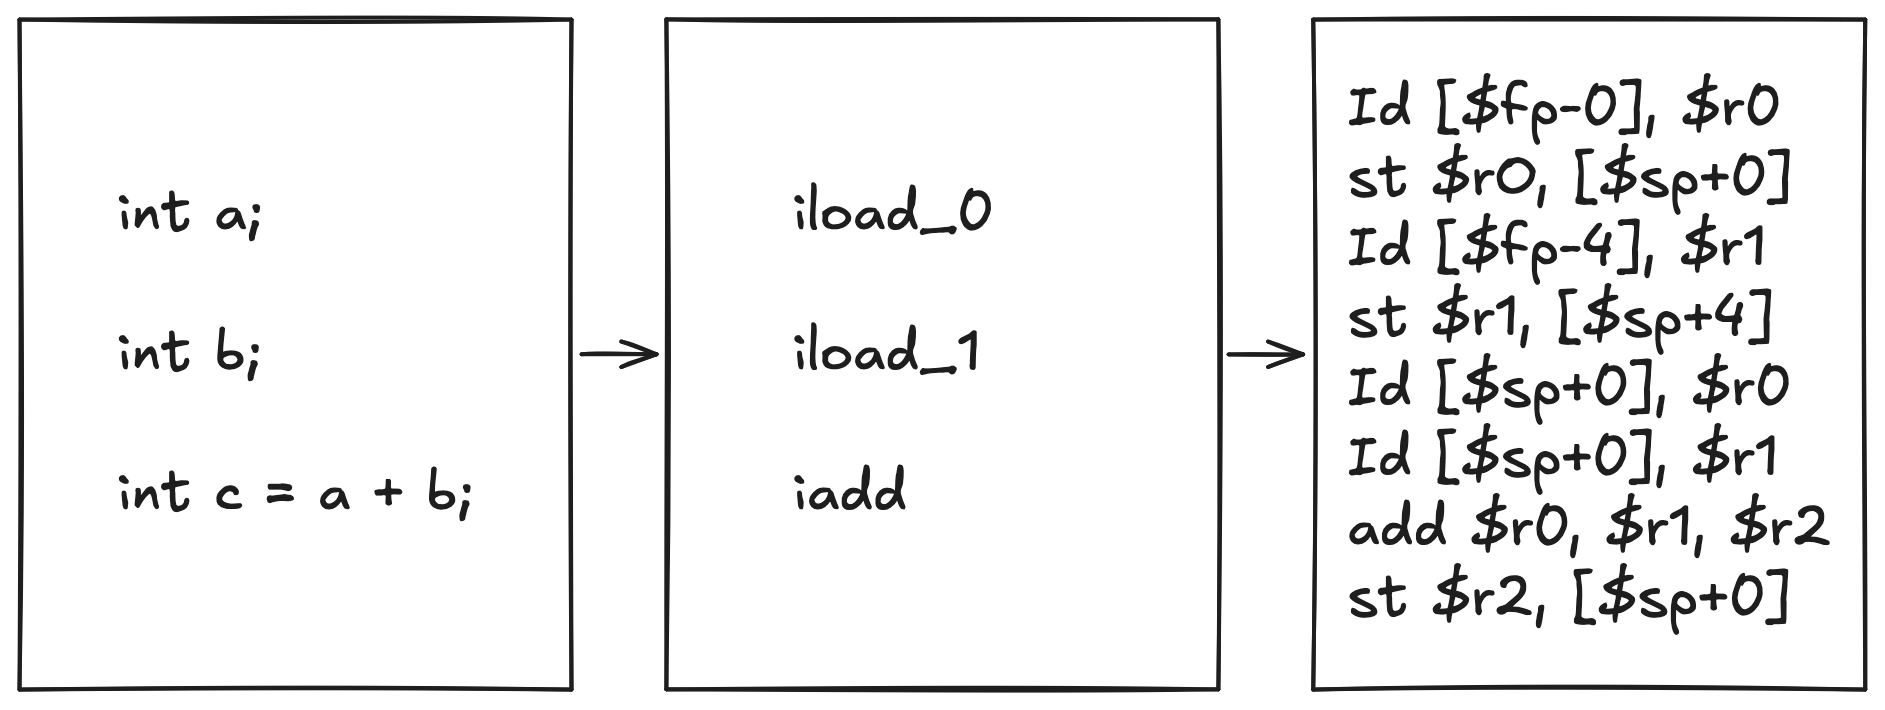 int a;
int b;
int c = a + b;
iload_0
iload_1
iadd
Id [$fp-0], $r0
st $r0, [$sp+0]
Id [$fp-4], $r1
st $r1, [$sp+4]
Id [$sp+0], $r0
Id [$sp+0], $r1
add $r0, $r1, $r2
st $r2, [$sp+0]